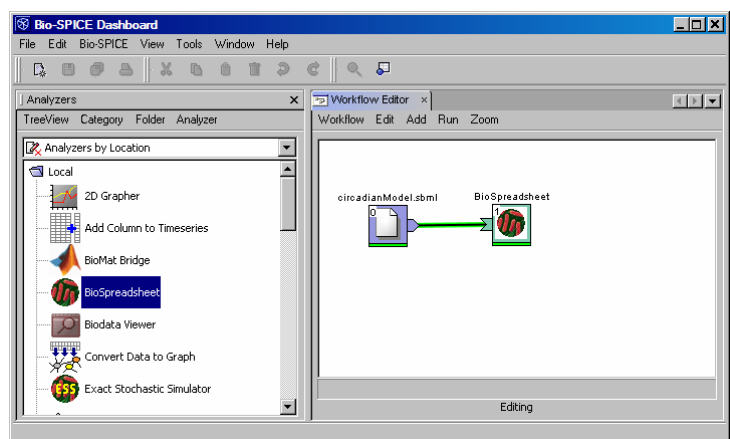 Bio-SPICE Dashboard
File Edit Bio-SPICE View Tools Window Help
Analyzers
TreeView Category Folder Analyzer
Analyzers by Location
Local
2D Grapher
Add Column to Timeseries
BioMat Bridge
BioSpreadsheet
Biodata Viewer
Convert Data to Graph
ESS Exact Stochastic Simulator
Workflow Editor
Workflow Edit Add Run Zoom
circadianModel.sbml BioSpreadsheet
0 1
Editing